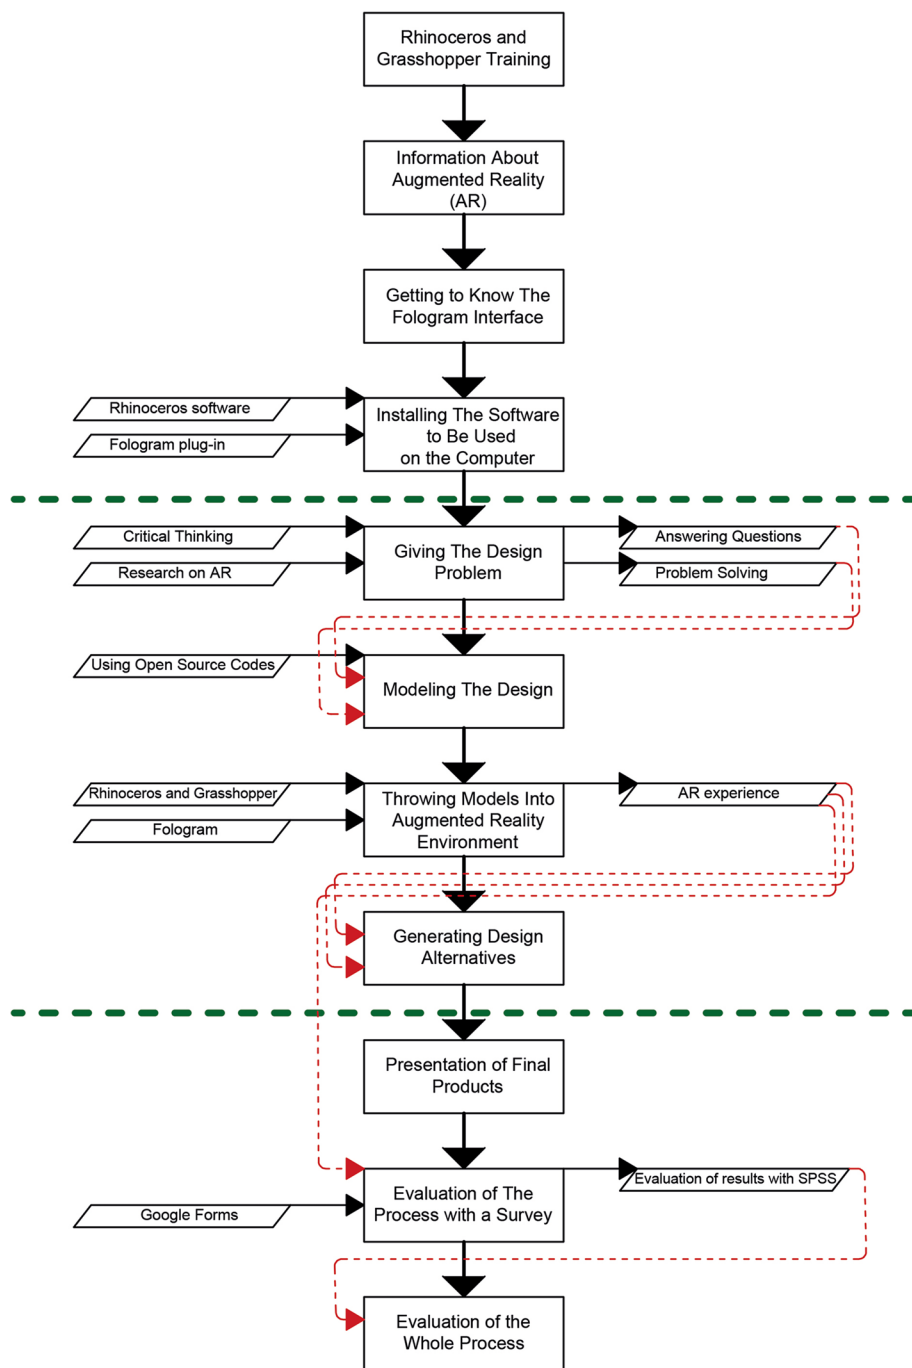 Rhinoceros and
Grasshopper Training
Information About
Augmented Reality
(AR)
Getting to Know The
Fologram Interface
Rhinoceros software
Fologram plug-in
Installing The Software
to Be Used
on the Computer
Critical Thinking
Research on AR
Giving The Design
Problem
Answering Questions
Problem Solving
Using Open Source Codes
Modeling The Design
Rhinoceros and Grasshopper
Fologram
Throwing Models Into
Augmented Reality
Environment
AR experience
Generating Design
Alternatives
Presentation of Final
Products
Google Forms
Evaluation of The
Process with a Survey
Evaluation of results with SPSS
Evaluation of the
Whole Process